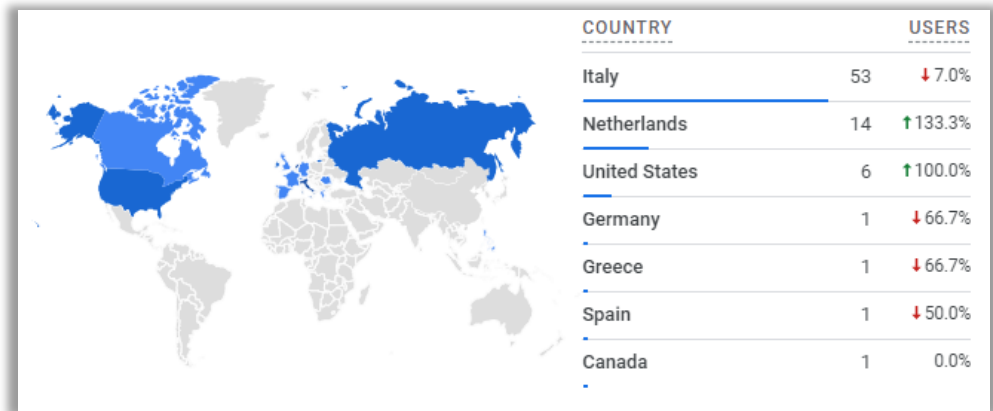 COUNTRY USERS
Italy 53 ↓7.0%
Netherlands 14 ↑133.3%
United States 6 ↑100.0%
Germany 1 ↓66.7%
Greece 1 ↓66.7%
Spain 1 ↓50.0%
Canada 1 0.0%